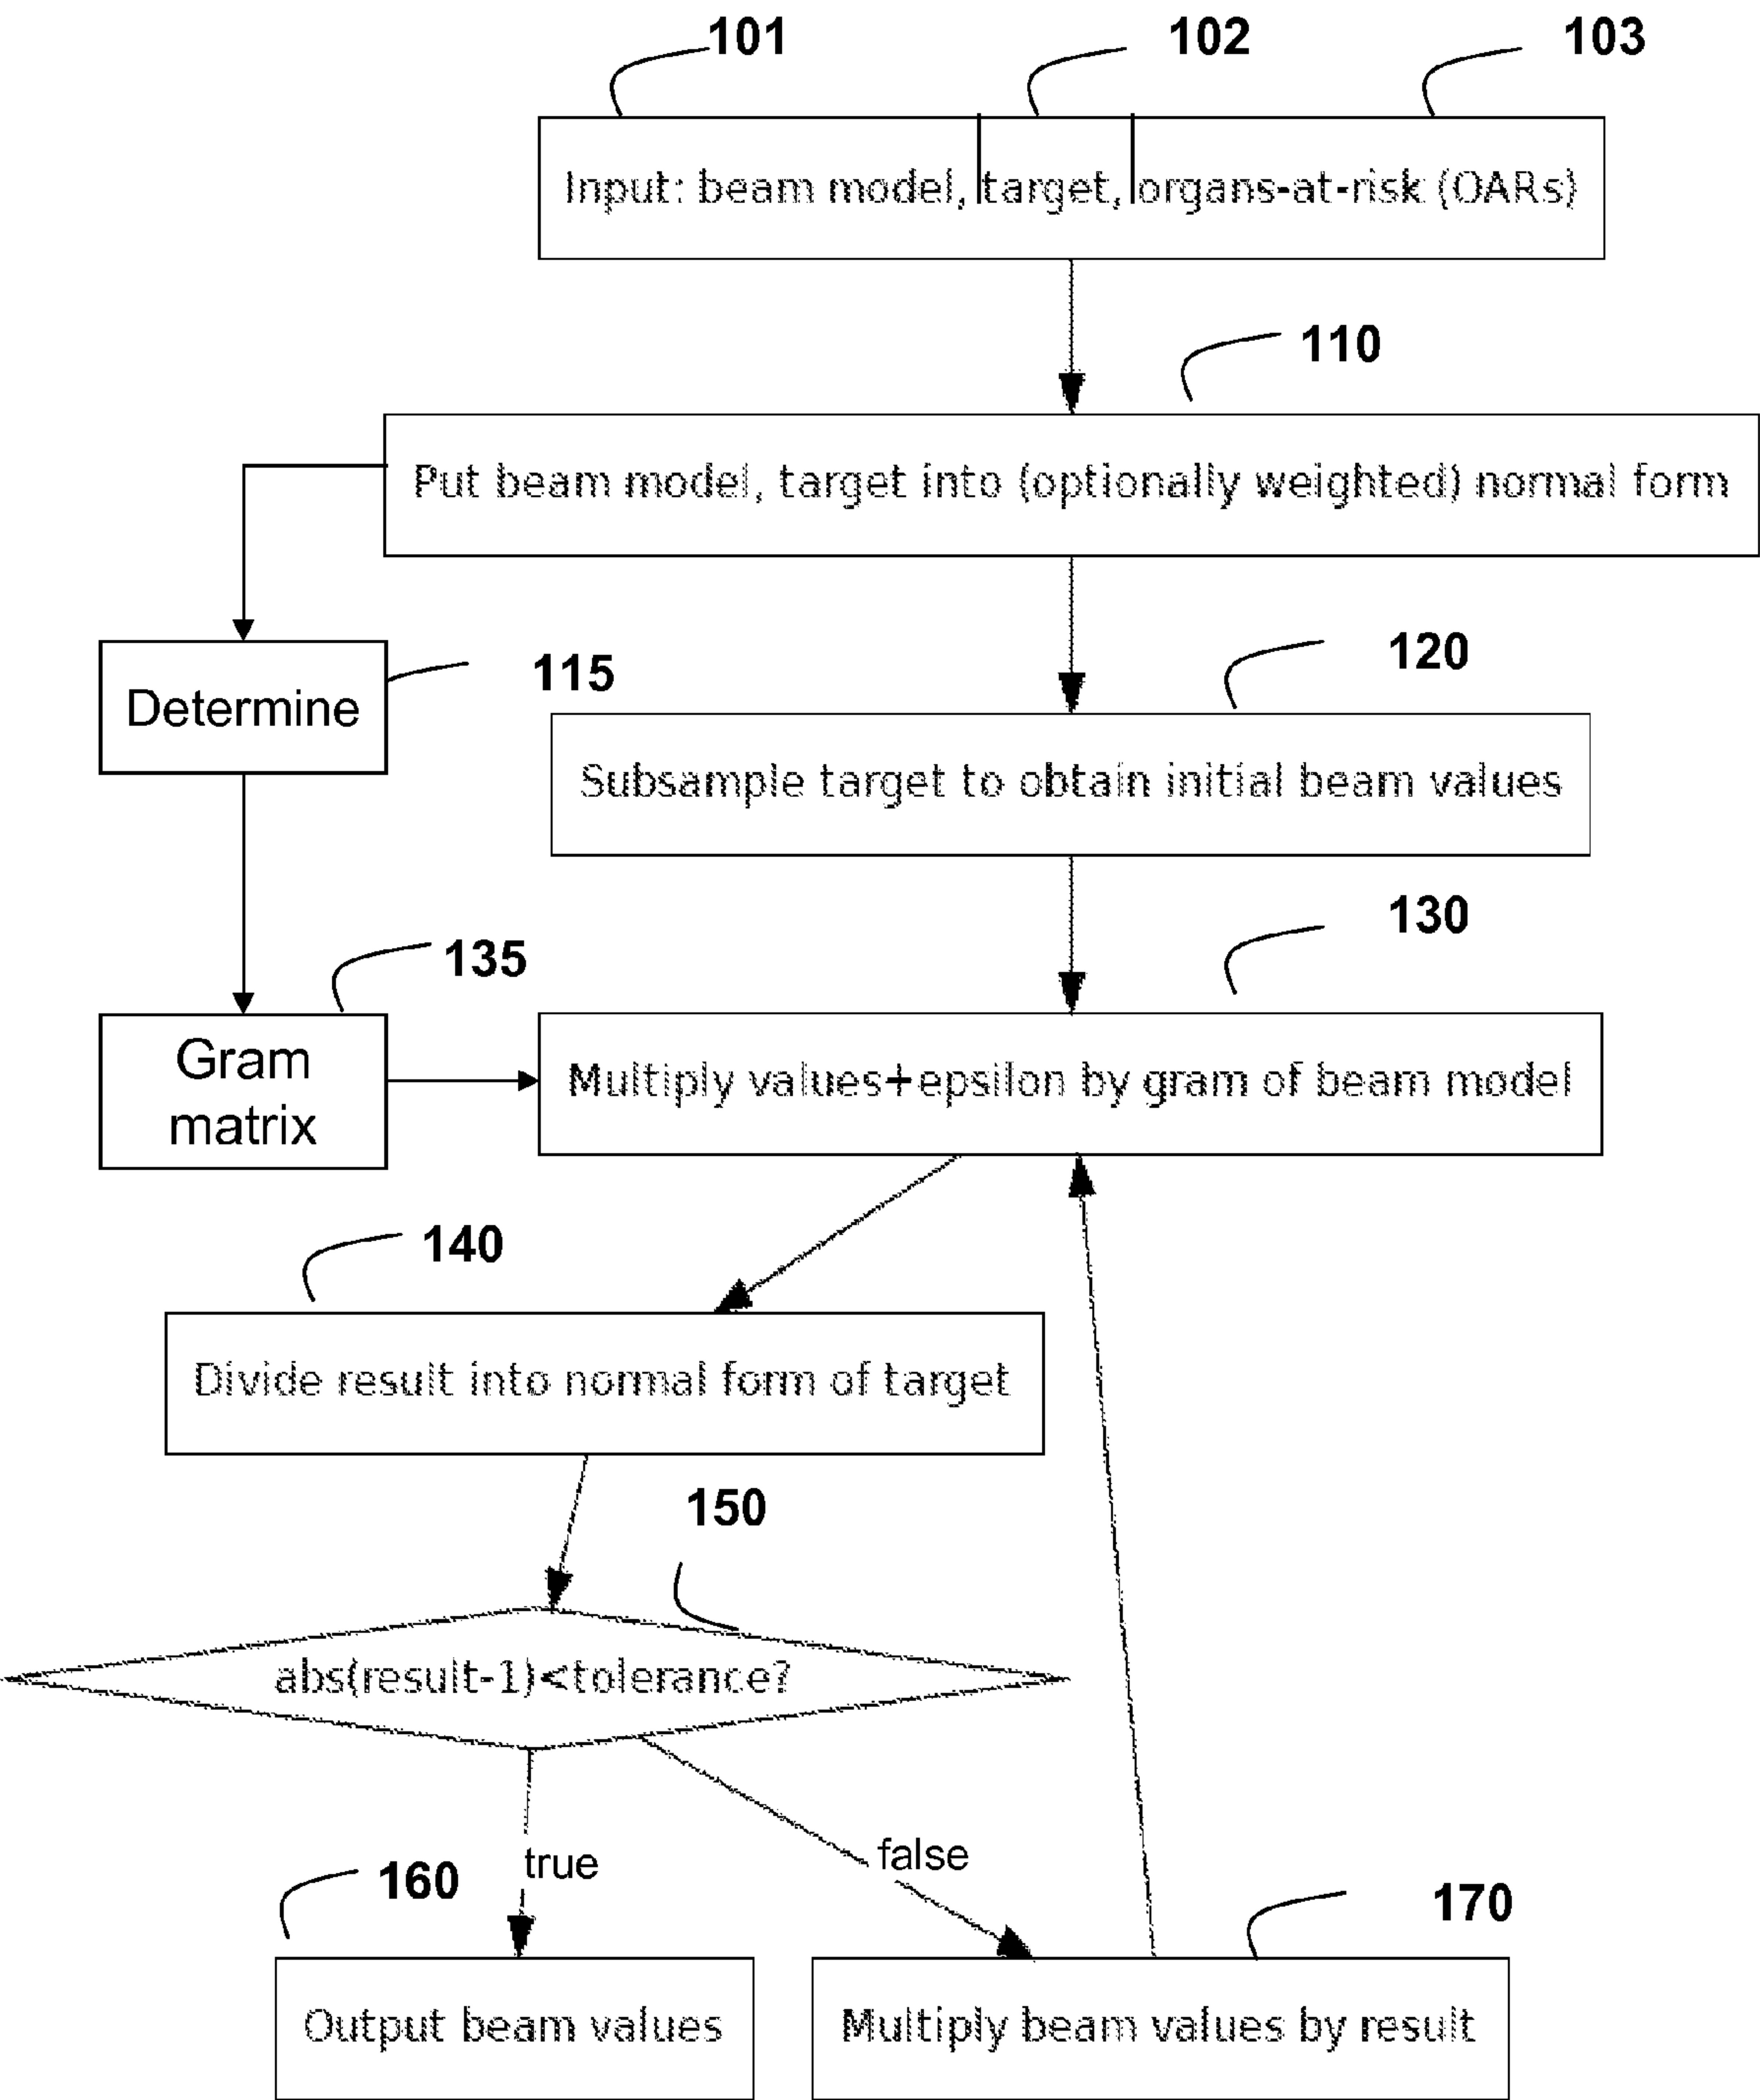 101
102
103
Input: beam model, target, organs-at-risk (OARs)
110
Put beam model, target into (optionally weighted) normal form
115
Determine
120
Subsample target to obtain initial beam values
130
135
Gram
matrix
Multiply values+epsilon by gram of beam model
140
Divide result into normal form of target
150
abs(result-1)<tolerance?
true
false
160
170
Output beam values
Multiply beam values by result